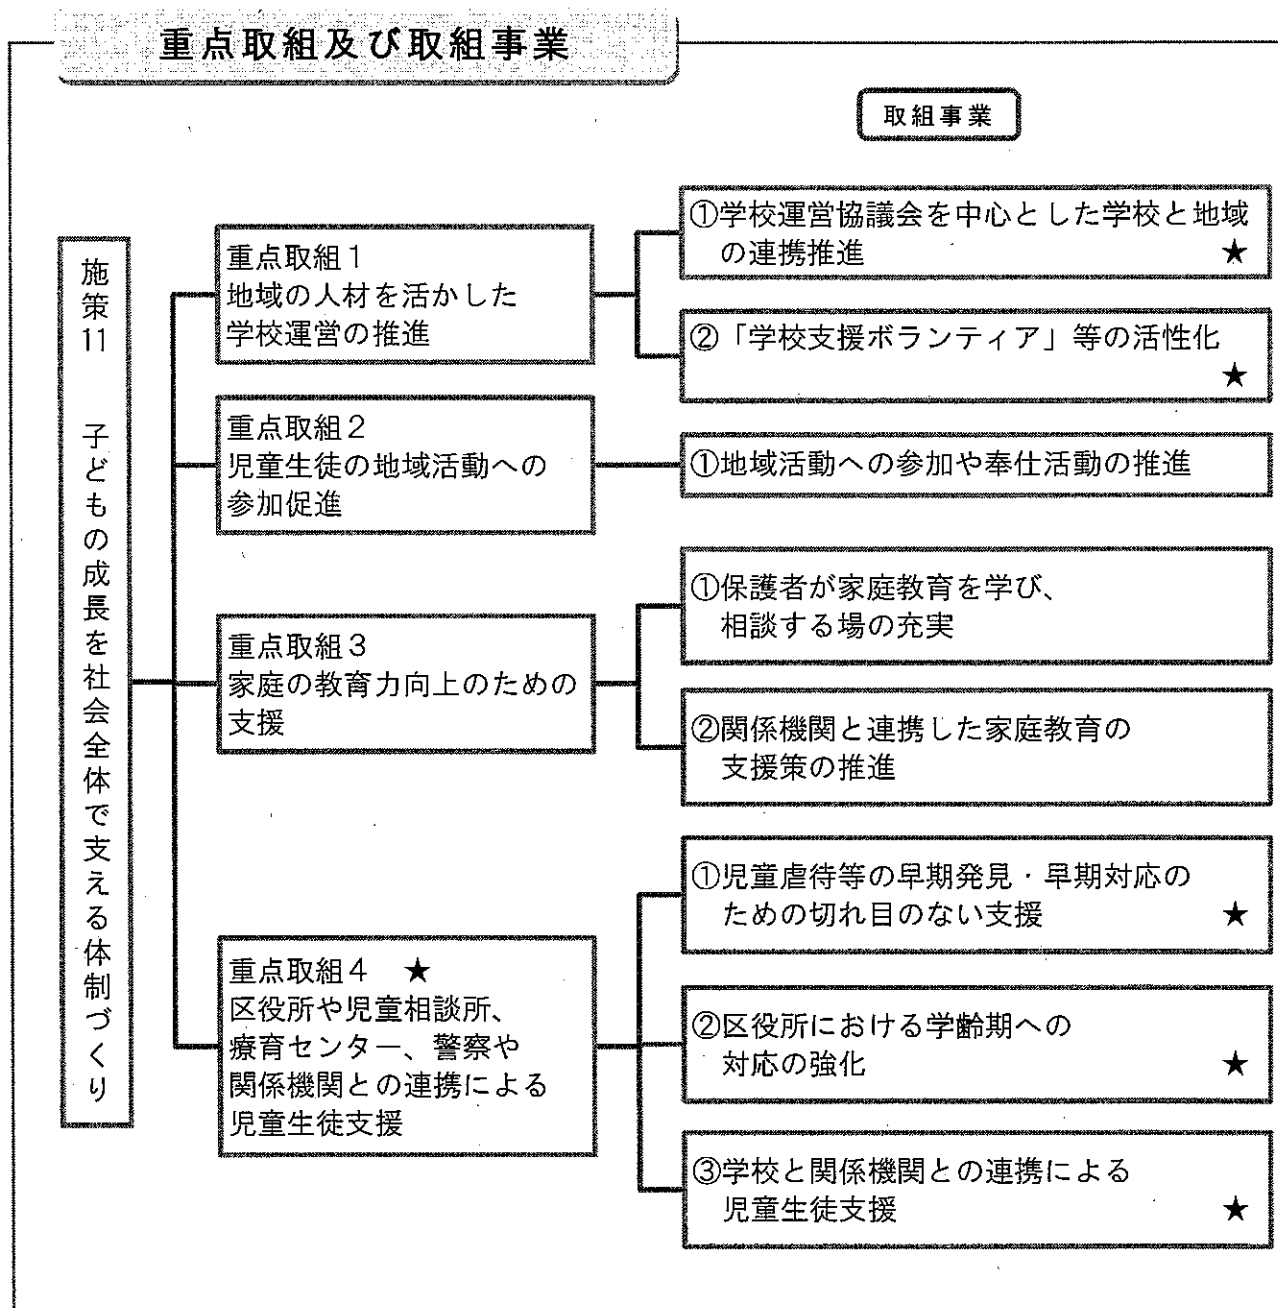 重点取組及び取組事業
取組事業
施策11 子どもの成長を社会全体で支える体制づくり
重点取組1
地域の人材を活かした
学校運営の推進
①学校運営協議会を中心とした学校と地域
の連携推進 ★
②「学校支援ボランティア」等の活性化
★
重点取組2
児童生徒の地域活動への
参加促進
①地域活動への参加や奉仕活動の推進
重点取組3
家庭の教育力向上のための
支援
①保護者が家庭教育を学び、
相談する場の充実
②関係機関と連携した家庭教育の
支援策の推進
重点取組4 ★
区役所や児童相談所、
療育センター、警察や
関係機関との連携による
児童生徒支援
①児童虐待等の早期発見・早期対応の
ための切れ目のない支援 ★
②区役所における学齢期への
対応の強化 ★
③学校と関係機関との連携による
児童生徒支援 ★